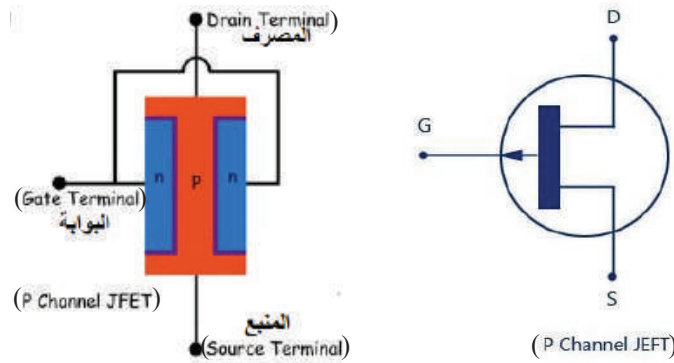 (Drain Terminal)
المصرف
n
p
n
(Gate Terminal)
البوابة
(P Channel JFET)
المنبع
(Source Terminal)
D
G
S
(P Channel JEFT)